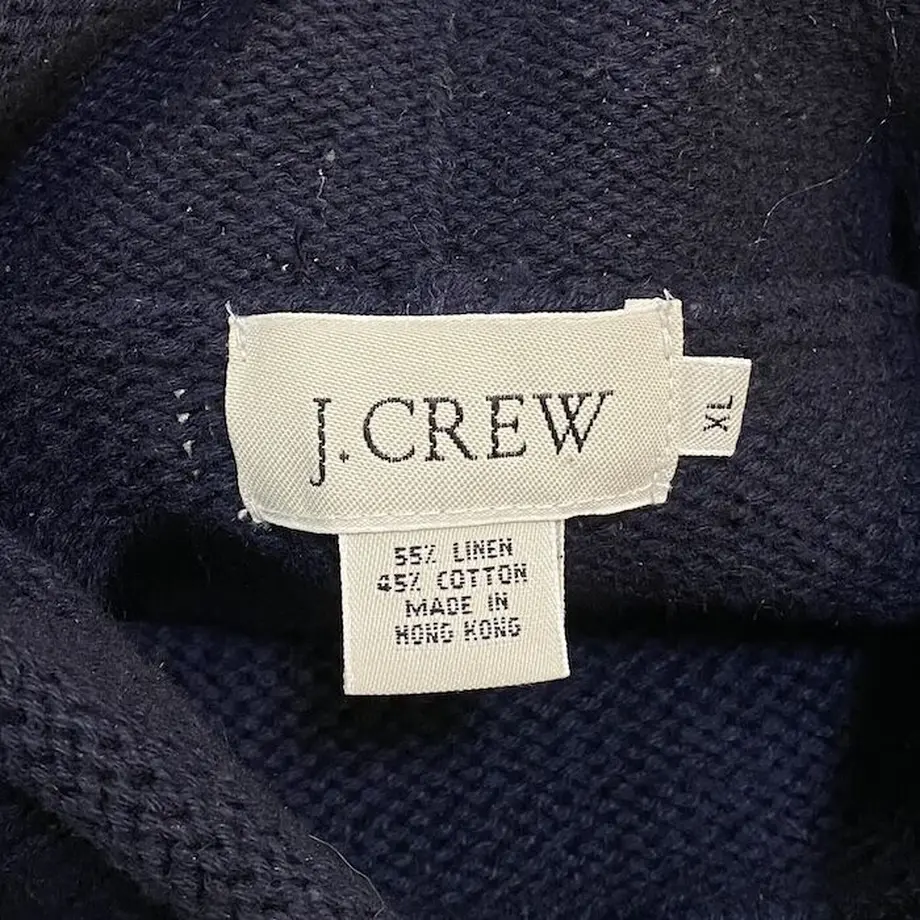 J.CREW
XL
55% LINEN
45% COTTON
MADE IN
HONG KONG